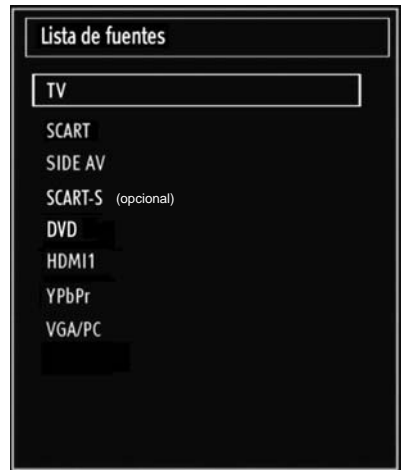 Lista de fuentes
TV
SCART
SIDE AV
SCART-S (opcional)
DVD
HDMI1
YPbPr
VGA/PC